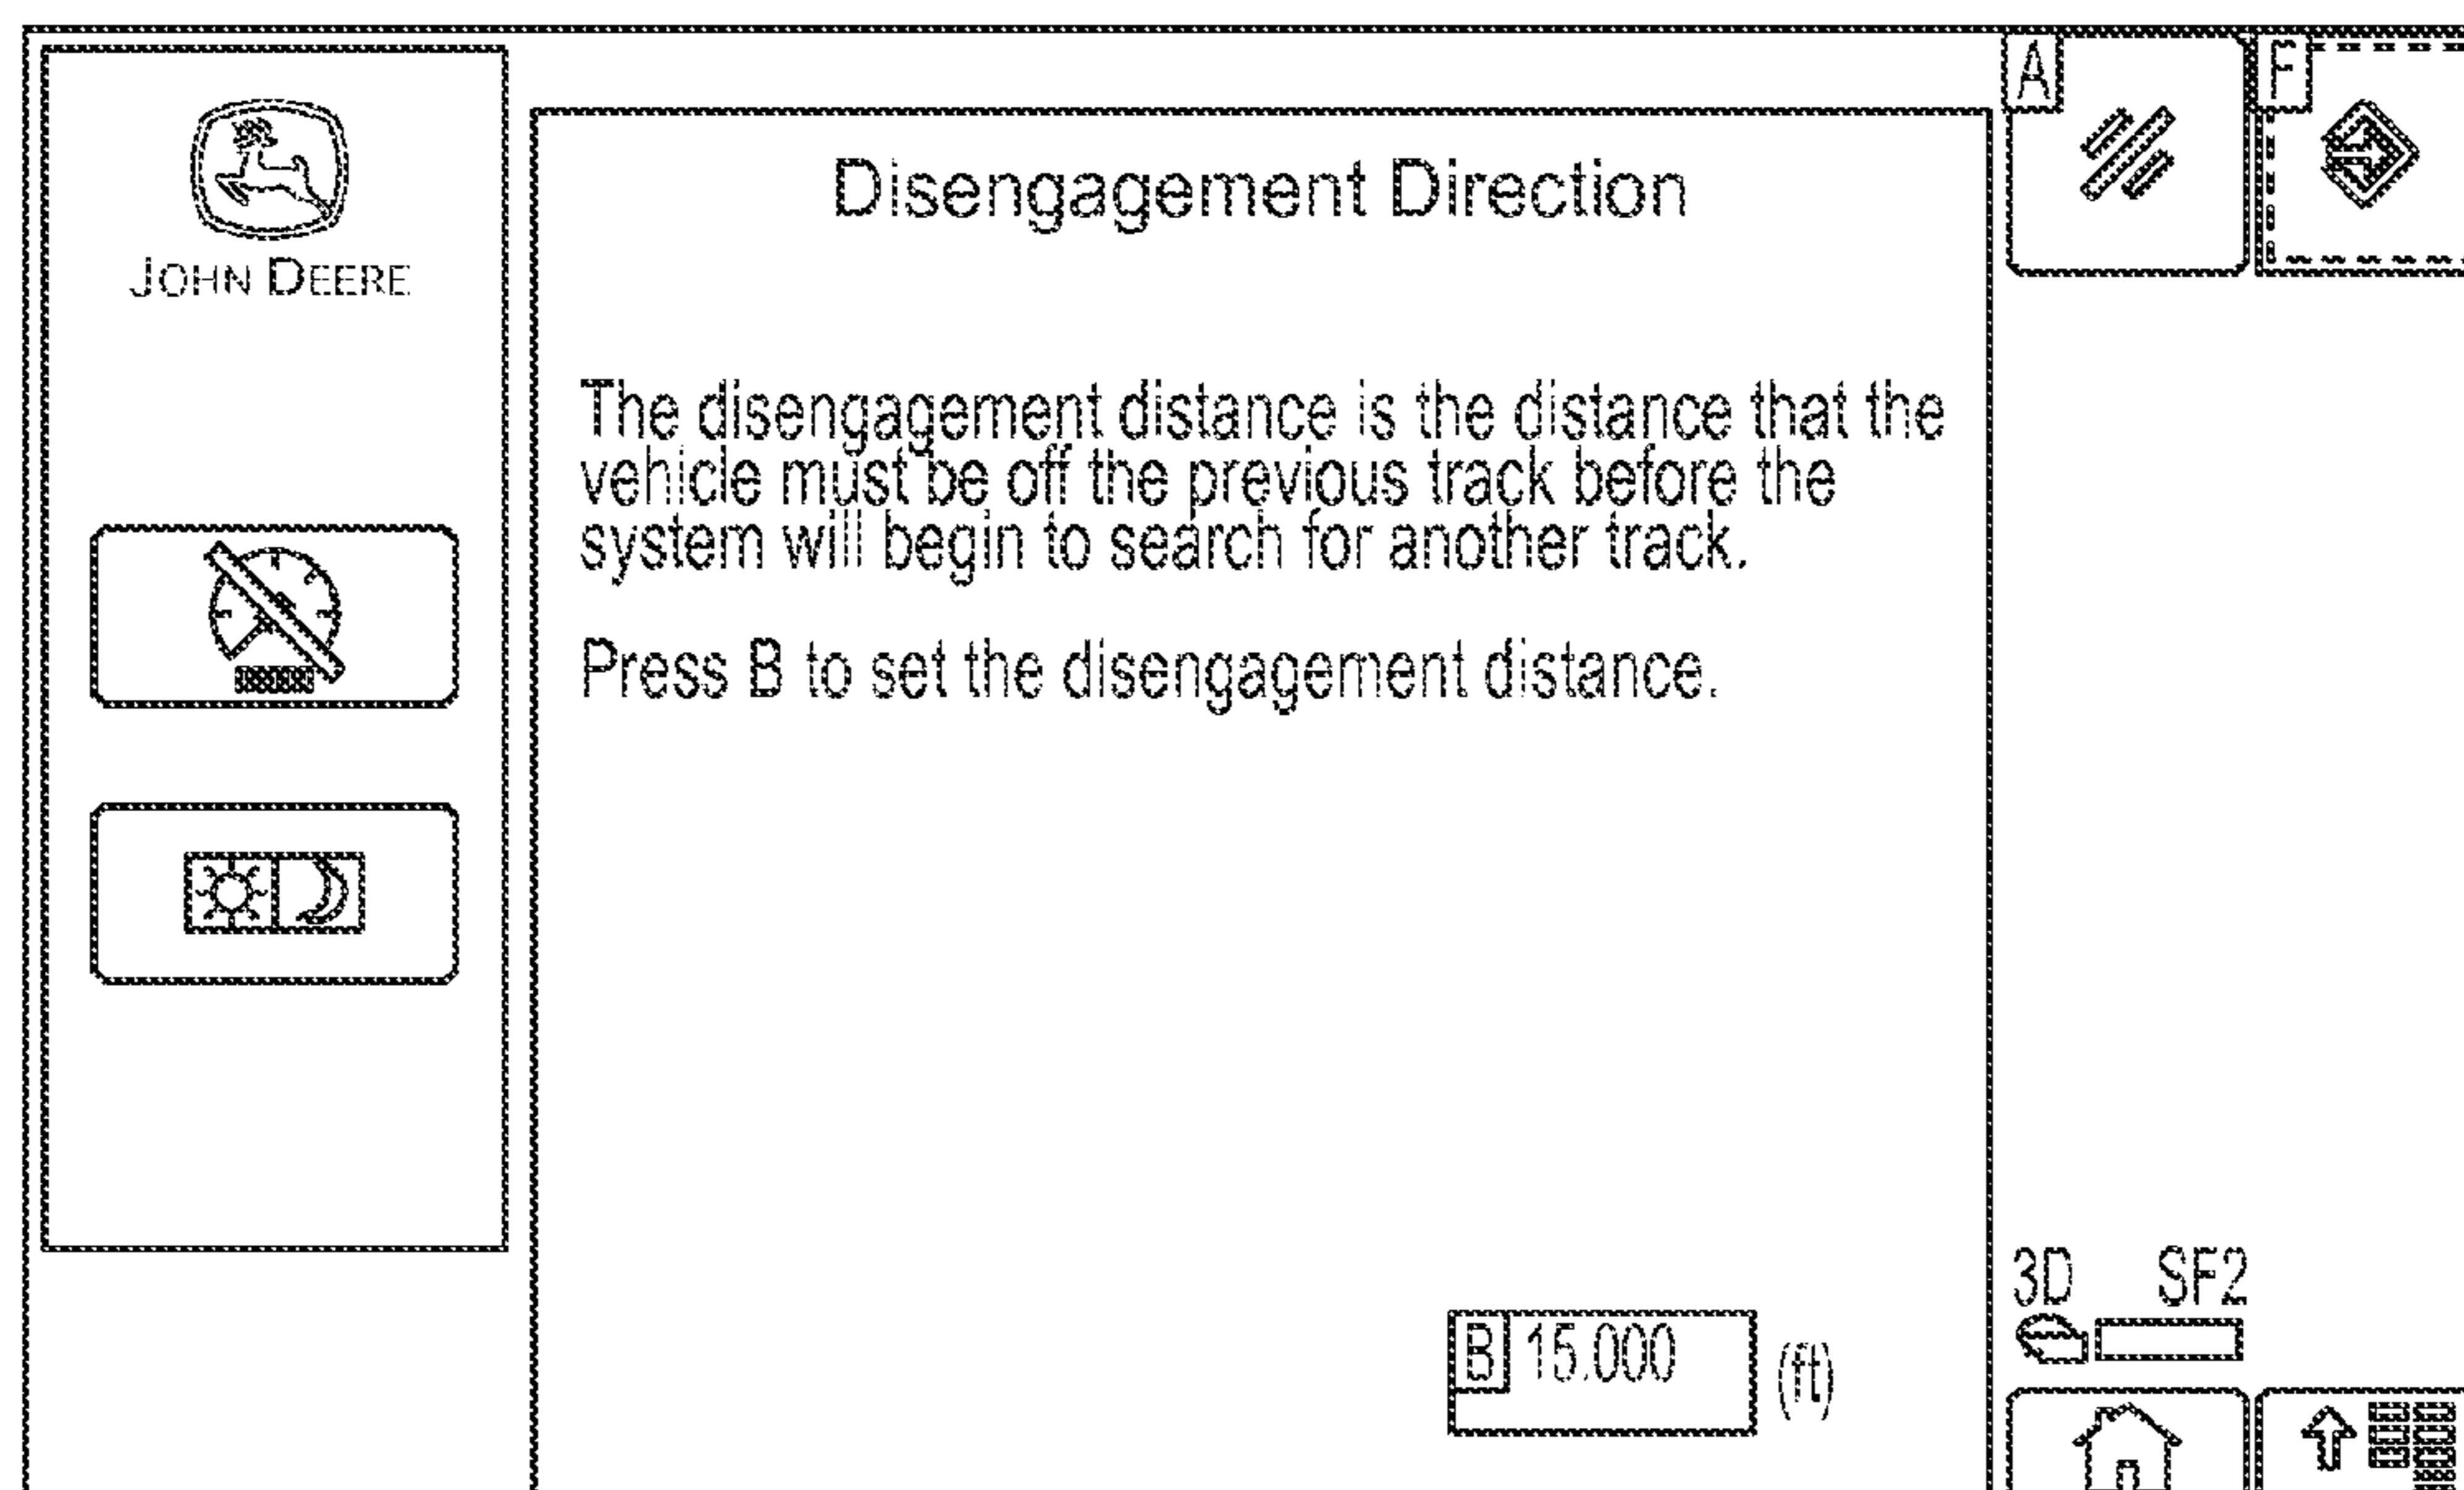 JOHN DEERE
Disengagement Direction
The disengagement distance is the distance that the
vehicle must be off the previous track before the
system will begin to search for another track.
Press B to set the disengagement distance.
B 15.000 (ft)
A
F
3D SF2